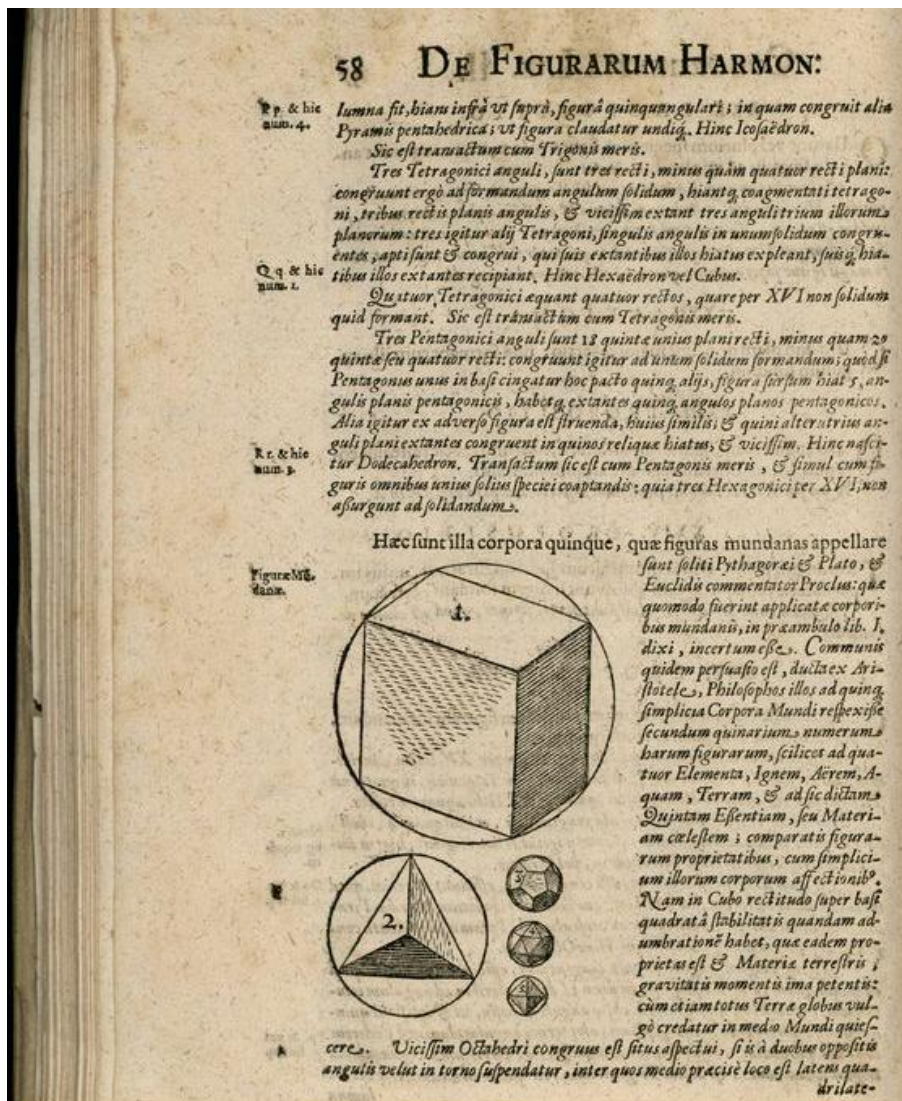 58 DE FIGURARUM HARMON:
P p. & hic
num. 4.
lumna fit, hians infrà vt suprà, figurâ quinquangulari; in quam congruit alia
Pyramis pentahedrica; vt figura claudatur undiq;. Hinc Icosaëdron.
Sic est transactum cum Trigonis meris.
Tres Tetragonici anguli, sunt tres recti, minus quàm quatuor recti plani:
congruunt ergò ad formandum angulum solidum, hiantq; coagmentati tetrago-
ni, tribus rectis planis angulis, & vicissim extant tres anguli trium illorum
planorum: tres igitur alij Tetragoni, singulis angulis in unum solidum congru-
entes, apti sunt & congrui, qui suis extantibus illos hiatus expleant, suisq; hia-
Q q. & hic
num. 1.
tibus illos extantes recipiant. Hinc Hexaëdron vel Cubus.
Quatuor Tetragonici æquant quatuor rectos, quare per XVI non solidum
quid formant. Sic est transactum cum Tetragonis meris.
Tres Pentagonici anguli sunt 18 quintæ unius plani recti, minus quam 20
quintæ seu quatuor recti: congruunt igitur ad unum solidum formandum; quod si
Pentagonus unus in basi cingatur hoc pacto quinq; alijs, figura sursum hiat 5, an-
gulis planis pentagonicis, habetq; extantes quinq; angulos planos pentagonicos.
Alia igitur ex adverso figura est struenda, huius similis; & quini alterutrius an-
guli plani extantes congruent in quinos reliquæ hiatus, & vicissim. Hinc nasci-
R r. & hic
num. 3.
tur Dodecahedron. Transactum sic est cum Pentagonis meris, & simul cum fi-
guris omnibus unius solius speciei coaptandis: quia tres Hexagonici per XVI, non
assurgunt ad solidandum.
Hæc sunt illa corpora quinque, quæ figuras mundanas appellare
Figuræ Mũ-
danæ.
sunt soliti Pythagoræi & Plato, &
Euclidis commentator Proclus: quæ
quomodo fuerint applicatæ corpori-
bus mundanis, in præambulo lib. I.
dixi, incertum esse. Communis
quidem persuasio est, ducta ex Ari-
stotele, Philosophos illos ad quinq;
simplicia Corpora Mundi respexisse
secundum quinarium numerum
harum figurarum, scilicet ad qua-
tuor Elementa, Ignem, Aërem, A-
quam, Terram, & ad sic dictam
Quintam Essentiam, seu Materi-
am cœlestem; comparatis figura-
rum proprietatibus, cum simplici-
um illorum corporum affectionibꝰ.
Nam in Cubo rectitudo super basi
quadratâ stabilitatis quandam ad-
umbrationẽ habet, quæ eadem pro-
prietas est & Materiæ terrestris,
gravitatis momentis ima petentis:
cùm etiam totus Terræ globus vul-
gò credatur in medio Mundi quies-
1.
2.
cere. Vicissim Octahedri congruus est situs aspectui, si is à duobus oppositis
angulis velut in torno suspendatur, inter quos medio præcisè loco est latens qua-
drilate-